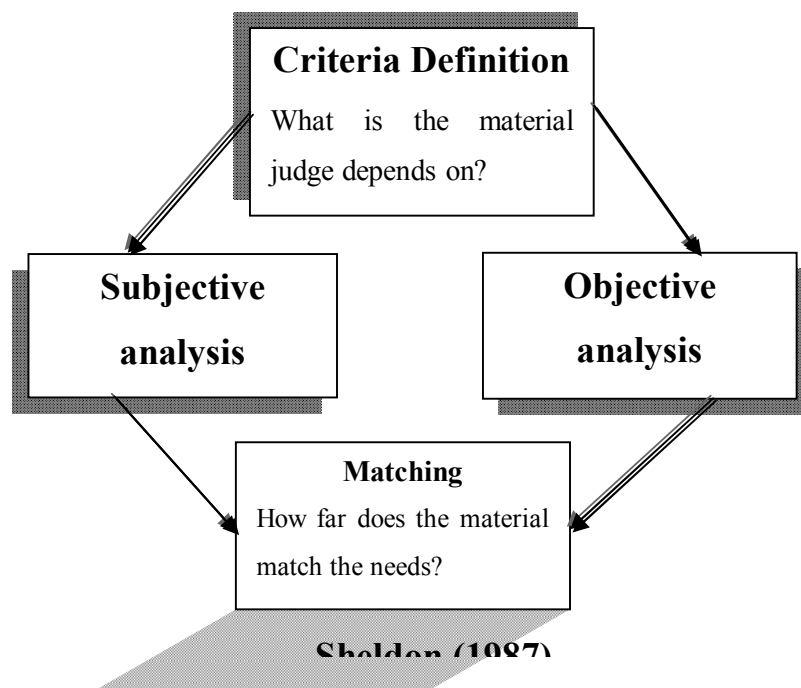 Criteria Definition
What is the material
judge depends on?
Subjective
analysis
Objective
analysis
Matching
How far does the material
match the needs?
Sheldon (1987)